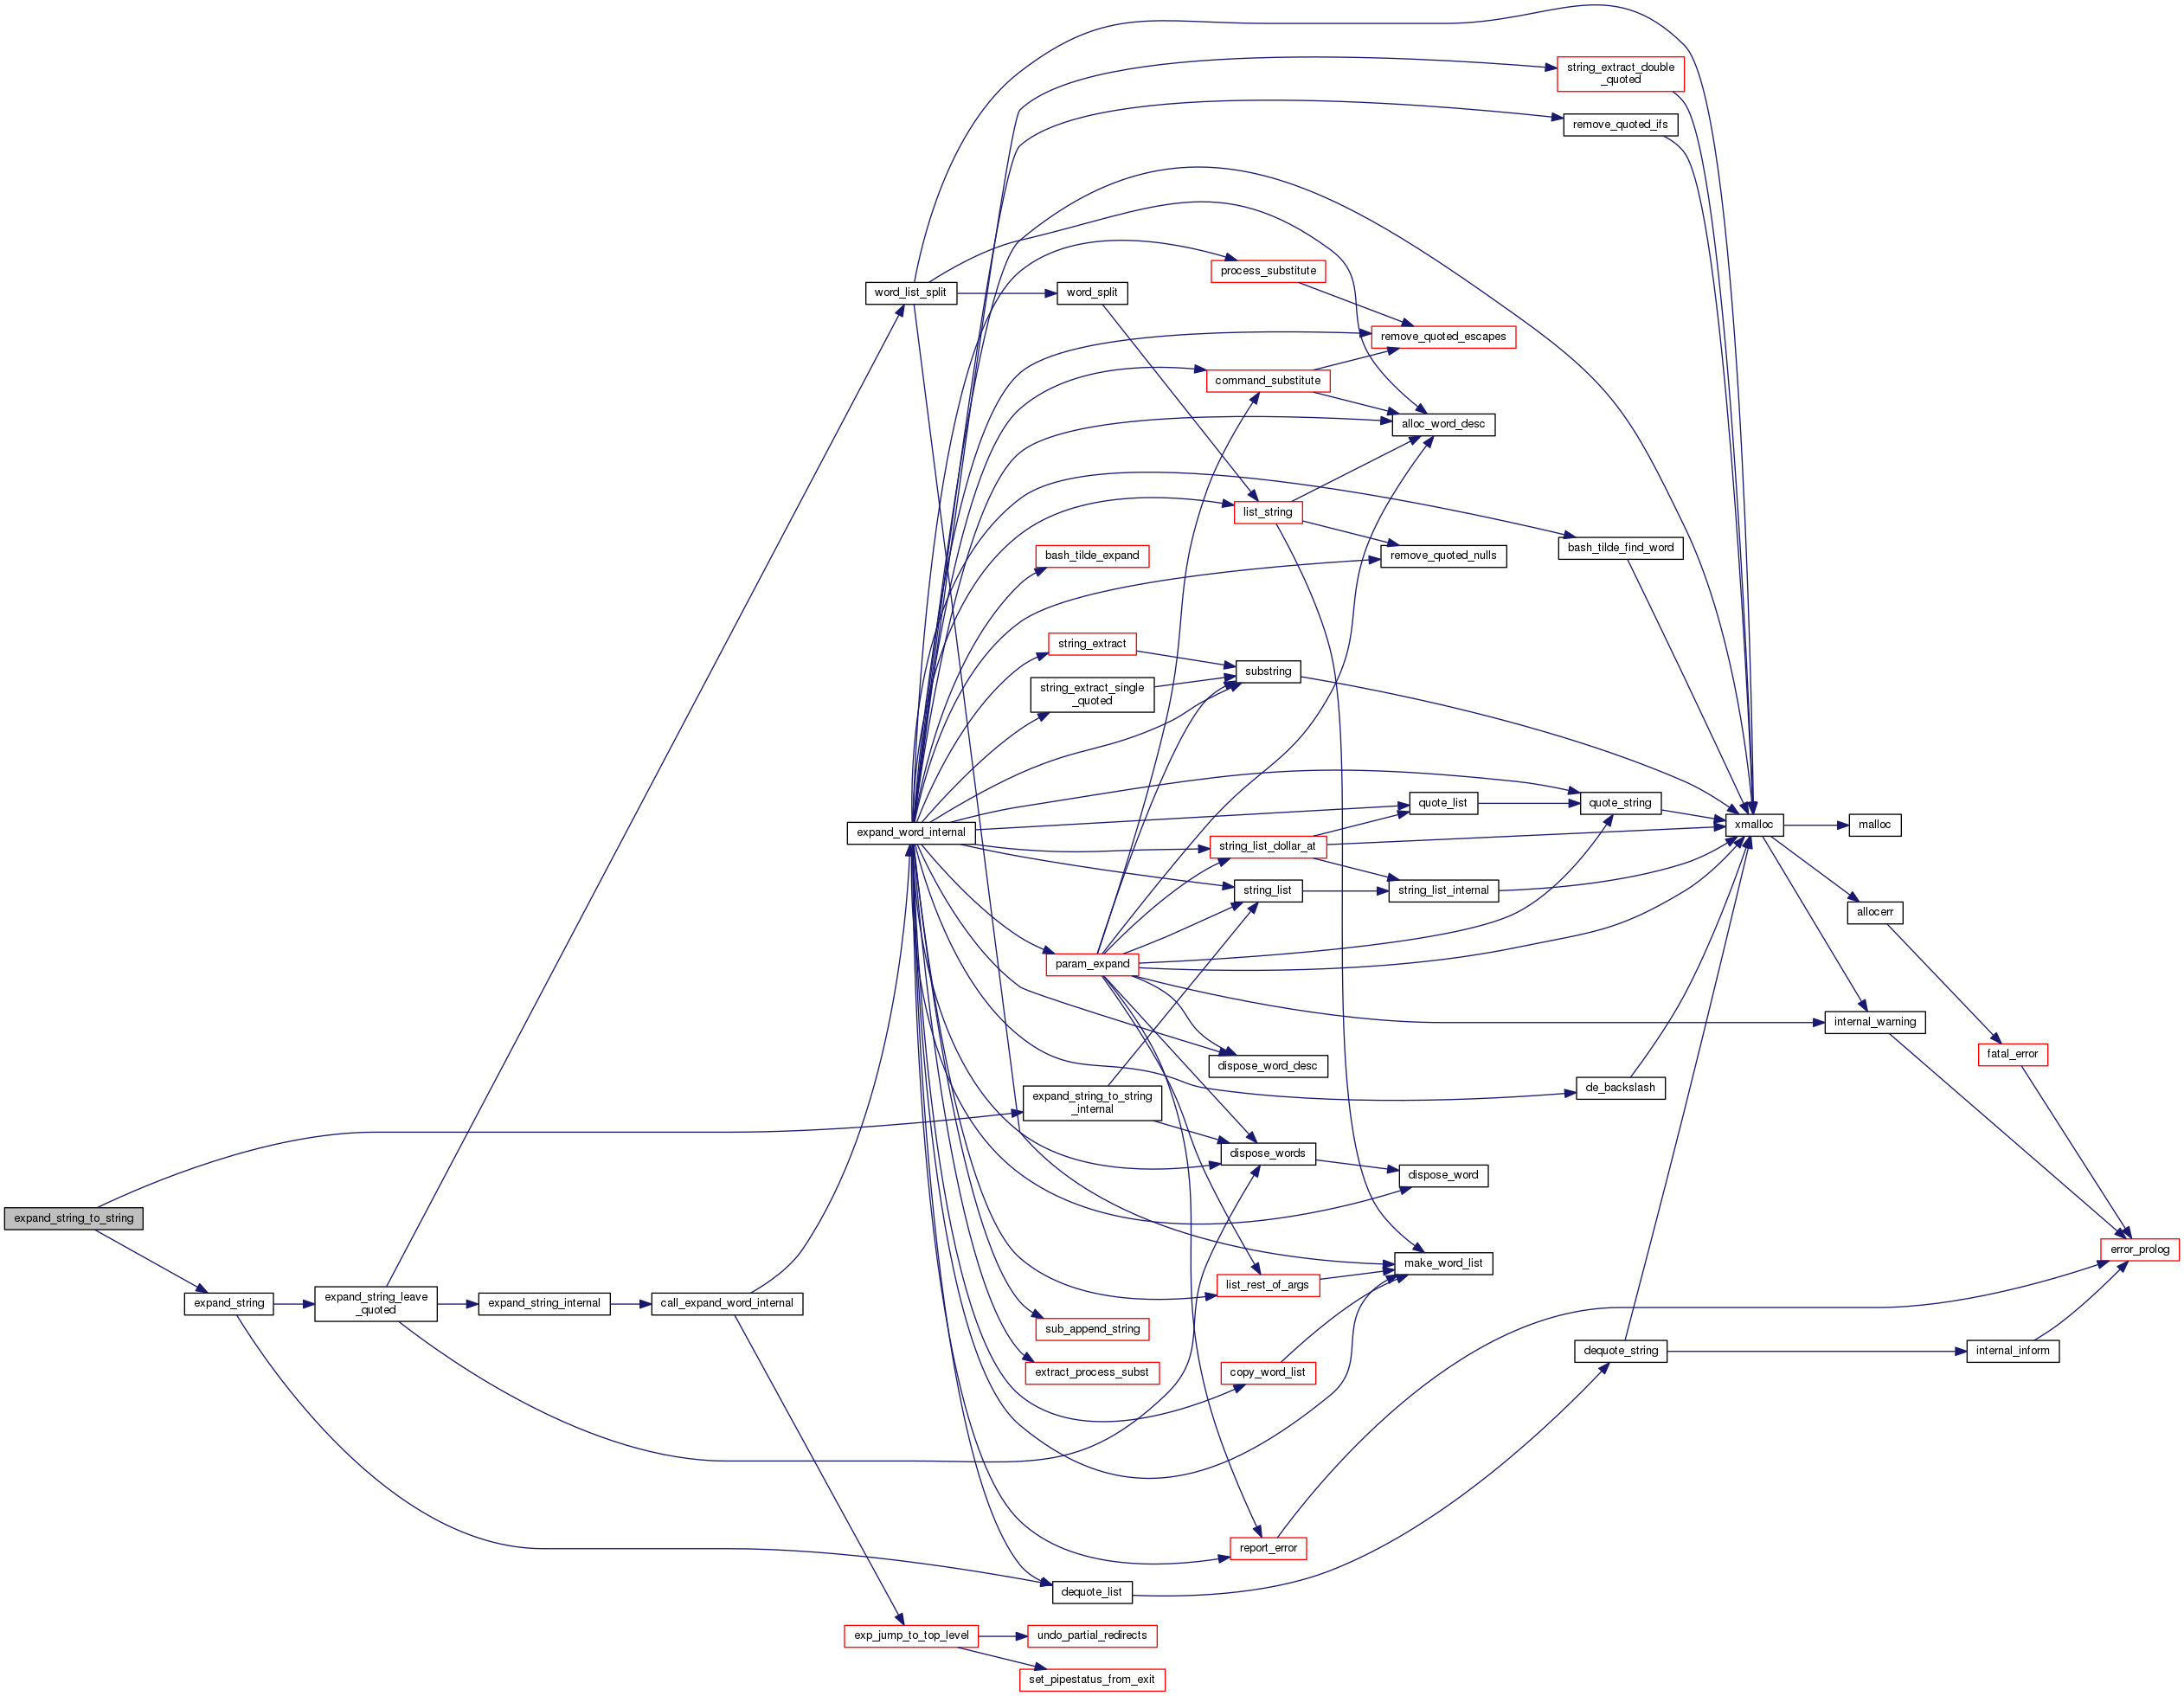 string_extract_double
_quoted
remove_quoted_ifs
process_substitute
word_list_split
word_split
remove_quoted_escapes
command_substitute
alloc_word_desc
list_string
bash_tilde_expand
remove_quoted_nulls
bash_tilde_find_word
string_extract
substring
string_extract_single
_quoted
quote_list
quote_string
expand_word_internal
string_list_dollar_at
xmalloc
malloc
string_list
string_list_internal
allocerr
param_expand
internal_warning
dispose_word_desc
fatal_error
de_backslash
expand_string_to_string
_internal
dispose_words
dispose_word
expand_string_to_string
error_prolog
make_word_list
list_rest_of_args
expand_string
expand_string_leave
_quoted
expand_string_internal
call_expand_word_internal
sub_append_string
dequote_string
internal_inform
extract_process_subst
copy_word_list
report_error
dequote_list
exp_jump_to_top_level
undo_partial_redirects
set_pipestatus_from_exit